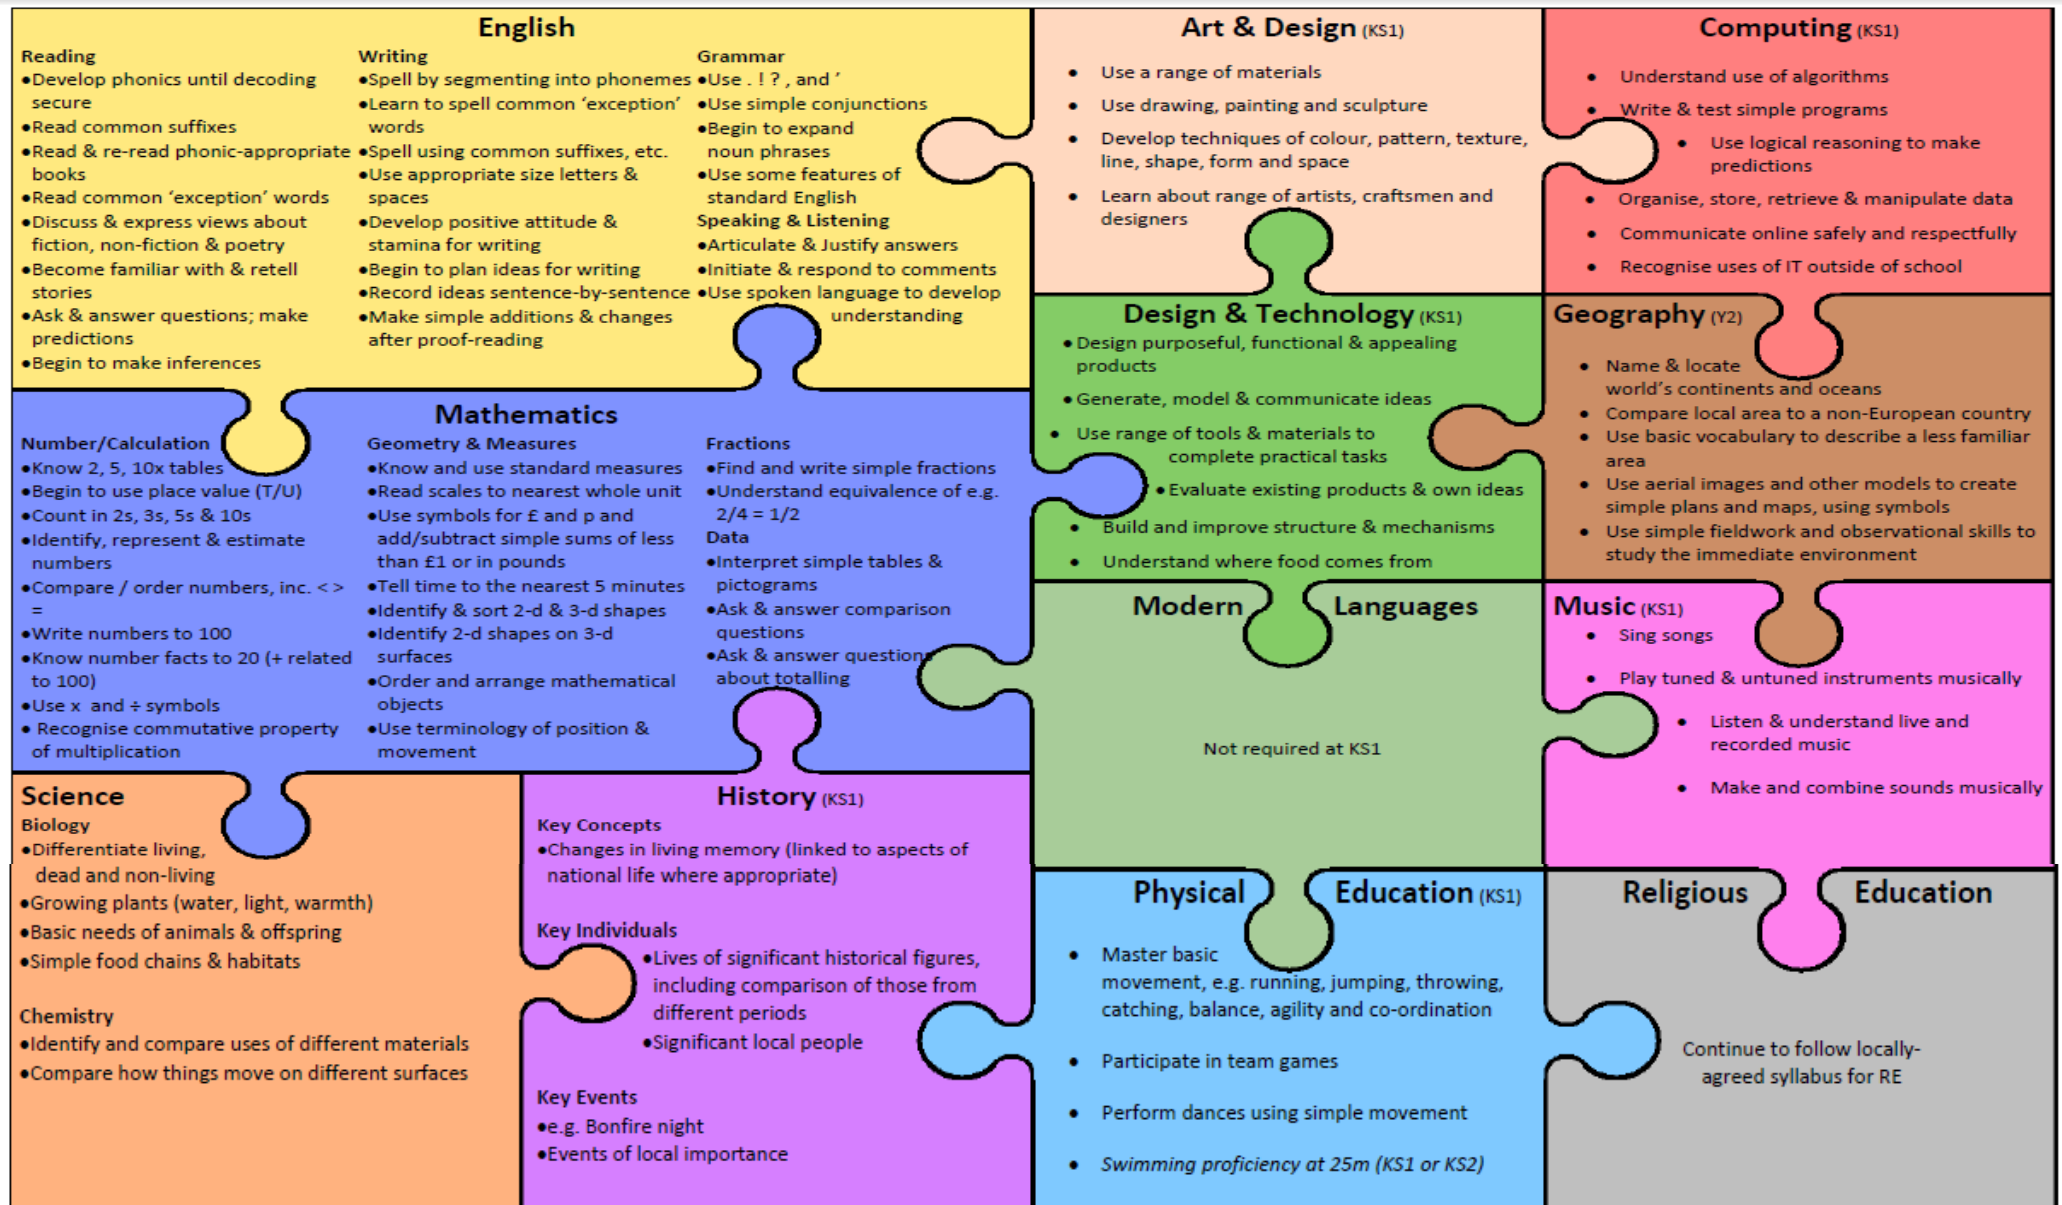 English
Reading
•Develop phonics until decoding
secure
•Read common suffixes
•Read & re-read phonic-appropriate
books
•Read common ‘exception’ words
•Discuss & express views about
fiction, non-fiction & poetry
•Become familiar with & retell
stories
•Ask & answer questions; make
predictions
•Begin to make inferences
Writing
•Spell by segmenting into phonemes
•Learn to spell common ‘exception’
words
•Spell using common suffixes, etc.
•Use appropriate size letters &
spaces
•Develop positive attitude &
stamina for writing
•Begin to plan ideas for writing
•Record ideas sentence-by-sentence
•Make simple additions & changes
after proof-reading
Grammar
•Use . ! ? , and ’
•Use simple conjunctions
•Begin to expand
noun phrases
•Use some features of
standard English
Speaking & Listening
•Articulate & Justify answers
•Initiate & respond to comments
•Use spoken language to develop
understanding
Art & Design (KS1)
• Use a range of materials
• Use drawing, painting and sculpture
• Develop techniques of colour, pattern, texture,
line, shape, form and space
• Learn about range of artists, craftsmen and
designers
Computing (KS1)
• Understand use of algorithms
• Write & test simple programs
• Use logical reasoning to make
predictions
• Organise, store, retrieve & manipulate data
• Communicate online safely and respectfully
• Recognise uses of IT outside of school
Mathematics
Number/Calculation
•Know 2, 5, 10x tables
•Begin to use place value (T/U)
•Count in 2s, 3s, 5s & 10s
•Identify, represent & estimate
numbers
•Compare / order numbers, inc. < >
=
•Write numbers to 100
•Know number facts to 20 (+ related
to 100)
•Use x and ÷ symbols
• Recognise commutative property
of multiplication
Geometry & Measures
•Know and use standard measures
•Read scales to nearest whole unit
•Use symbols for £ and p and
add/subtract simple sums of less
than £1 or in pounds
•Tell time to the nearest 5 minutes
•Identify & sort 2-d & 3-d shapes
•Identify 2-d shapes on 3-d
surfaces
•Order and arrange mathematical
objects
•Use terminology of position &
movement
Fractions
•Find and write simple fractions
•Understand equivalence of e.g.
2/4 = 1/2
Data
•Interpret simple tables &
pictograms
•Ask & answer comparison
questions
•Ask & answer questions
about totalling
Design & Technology (KS1)
• Design purposeful, functional & appealing
products
• Generate, model & communicate ideas
• Use range of tools & materials to
complete practical tasks
• Evaluate existing products & own ideas
• Build and improve structure & mechanisms
• Understand where food comes from
Geography (Y2)
• Name & locate
world’s continents and oceans
• Compare local area to a non-European country
• Use basic vocabulary to describe a less familiar
area
• Use aerial images and other models to create
simple plans and maps, using symbols
• Use simple fieldwork and observational skills to
study the immediate environment
Modern Languages
Not required at KS1
Music (KS1)
• Sing songs
• Play tuned & untuned instruments musically
• Listen & understand live and
recorded music
• Make and combine sounds musically
Science
Biology
•Differentiate living,
dead and non-living
•Growing plants (water, light, warmth)
•Basic needs of animals & offspring
•Simple food chains & habitats
Chemistry
•Identify and compare uses of different materials
•Compare how things move on different surfaces
History (KS1)
Key Concepts
•Changes in living memory (linked to aspects of
national life where appropriate)
Key Individuals
•Lives of significant historical figures,
including comparison of those from
different periods
•Significant local people
Key Events
•e.g. Bonfire night
•Events of local importance
Physical Education (KS1)
• Master basic
movement, e.g. running, jumping, throwing,
catching, balance, agility and co-ordination
• Participate in team games
• Perform dances using simple movement
• Swimming proficiency at 25m (KS1 or KS2)
Religious Education
Continue to follow locally-
agreed syllabus for RE